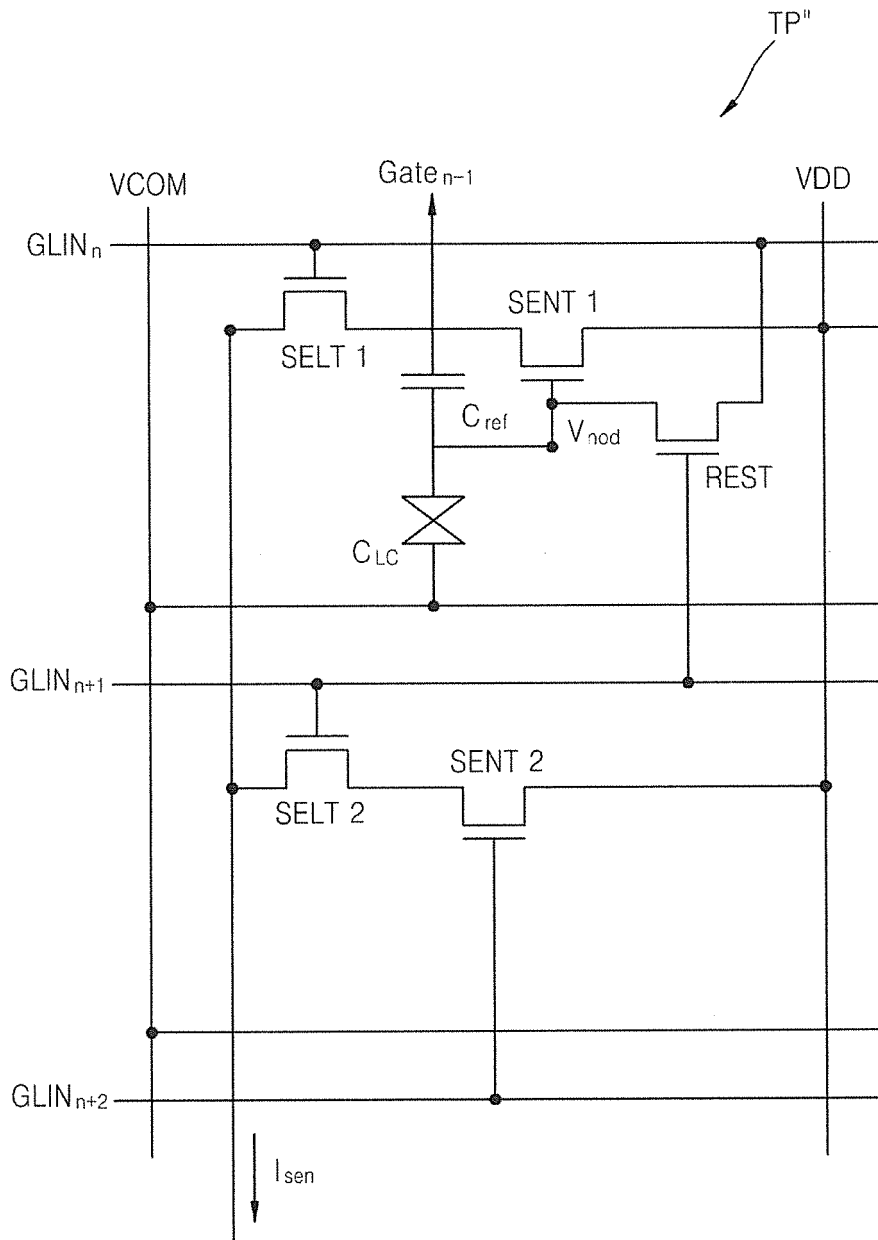 TP"
VCOM
Gate n-1
VDD
GLIN n
SENT 1
SELT 1
C ref
V nod
REST
C LC
GLIN n+1
SENT 2
SELT 2
GLIN n+2
I sen